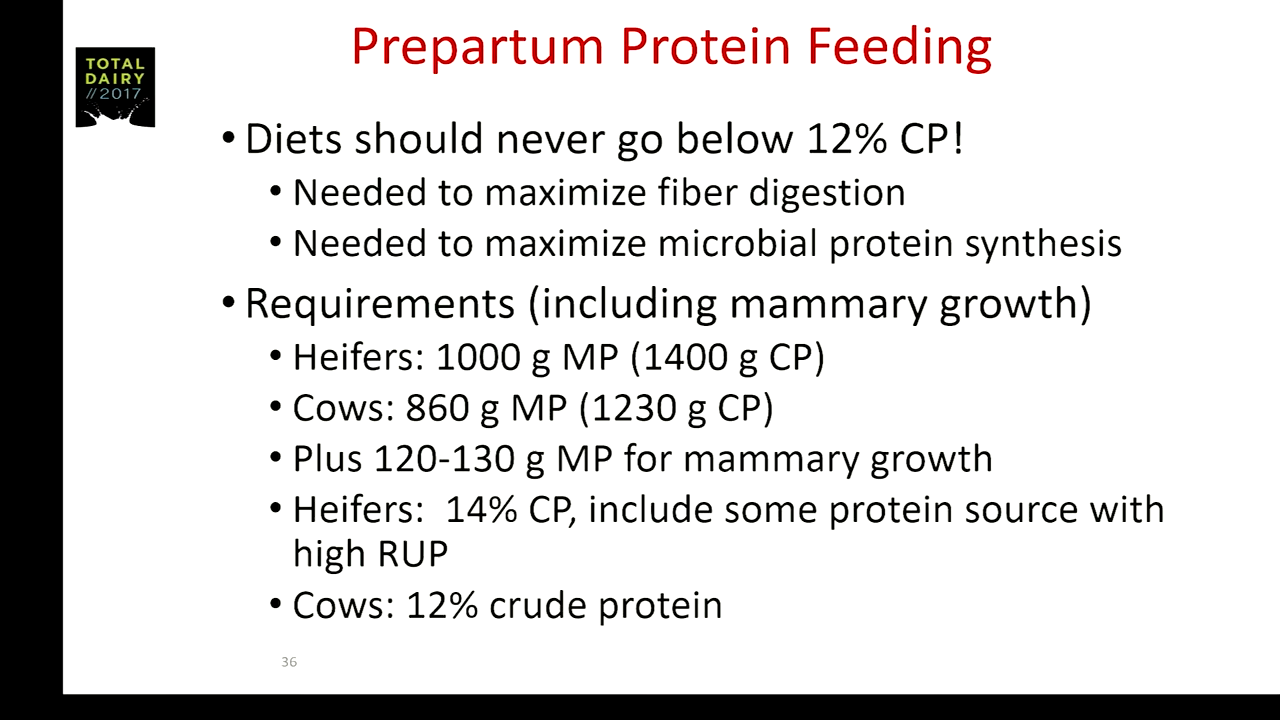 Prepartum Protein Feeding
TOTAL
DAIRY
//2017
• Diets should never go below 12% CP!
• Needed to maximize fiber digestion
• Needed to maximize microbial protein synthesis
• Requirements (including mammary growth)
• Heifers: 1000 g MP (1400 g CP)
• Cows: 860 g MP (1230 g CP)
• Plus 120-130 g MP for mammary growth
• Heifers:  14% CP, include some protein source with
high RUP
• Cows: 12% crude protein
36